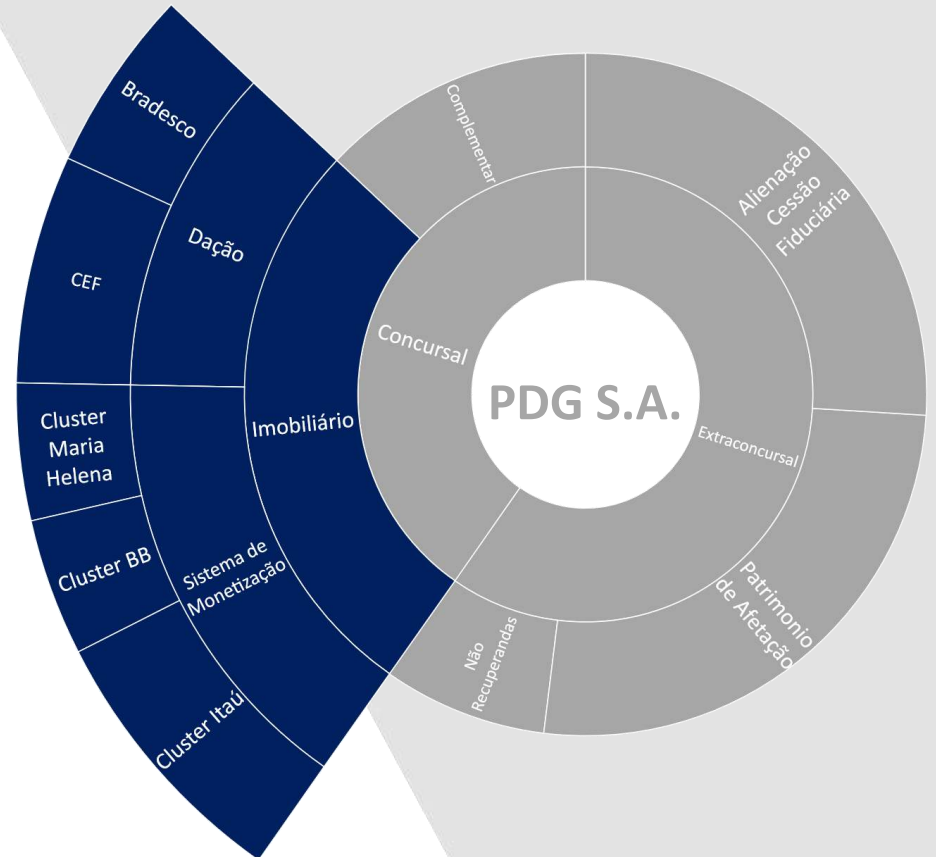 PDG S.A.
Concursal
Extraconcursal
Complementar
Alienação
Cessão
Fiduciária
Patrimonio
de Afetação
Não
Recuperandas
Imobiliário
Dação
Sistema de
Monetização
Bradesco
CEF
Cluster
Maria
Helena
Cluster BB
Cluster Itaú